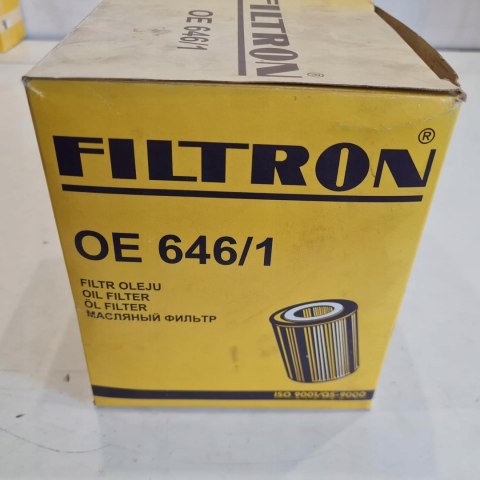 OE 646/1
FILTRON®
FILTRON®
OE 646/1
FILTR OLEJU
OIL FILTER
ÖL FILTER
МАСЛЯНЫЙ ФИЛЬТР
ISO 9001/QS-9000